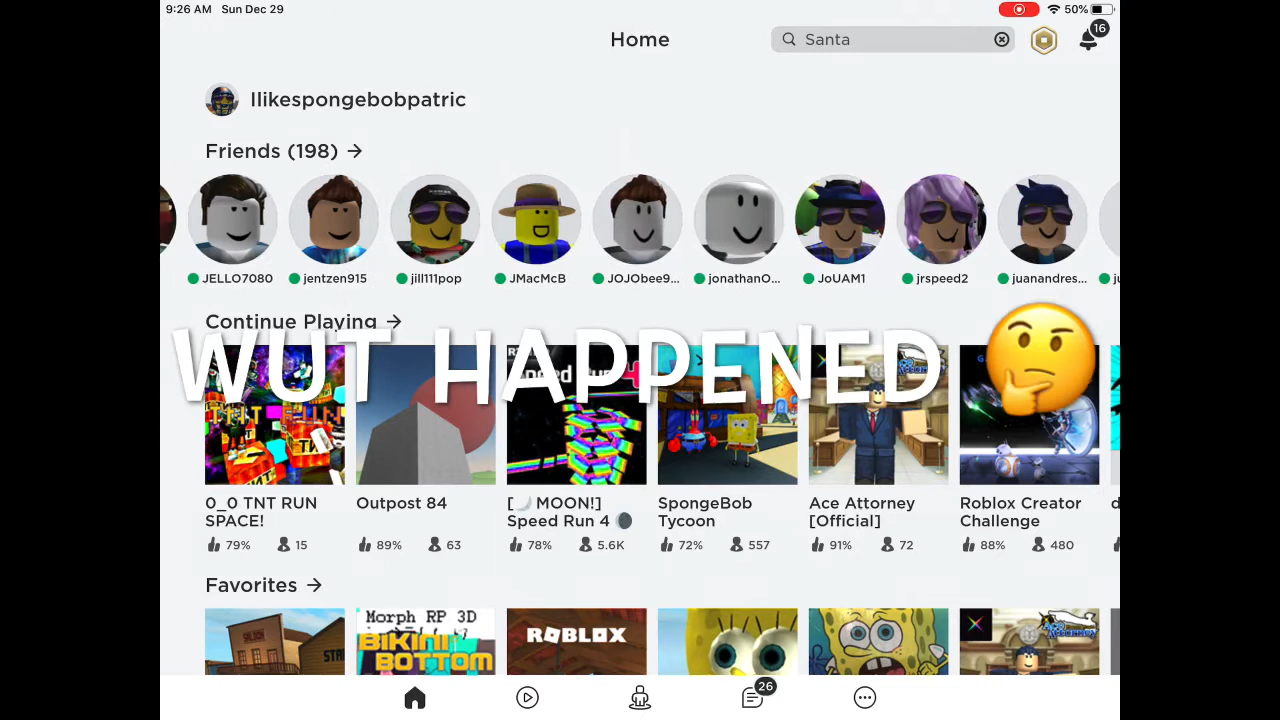 9:26 AM Sun Dec 29
50%
Home
Santa
16
Ilikespongebobpatric
Friends (198)
JELLO7080
jentzen915
jill111pop
JMacMcB
JOJObee9...
jonathanO...
JoUAM1
jrspeed2
juanandres...
Continue Playing
WUT HAPPENED
0_0 TNT RUN
SPACE!
79% 15
Outpost 84
89% 63
[🌙 MOON!]
Speed Run 4 🌘
78% 5.6K
SpongeBob
Tycoon
72% 557
Ace Attorney
[Official]
91% 72
Roblox Creator
Challenge
88% 480
Favorites
SALOON
Morph RP 3D
BIKINI
BOTTOM
ROBLOX
26